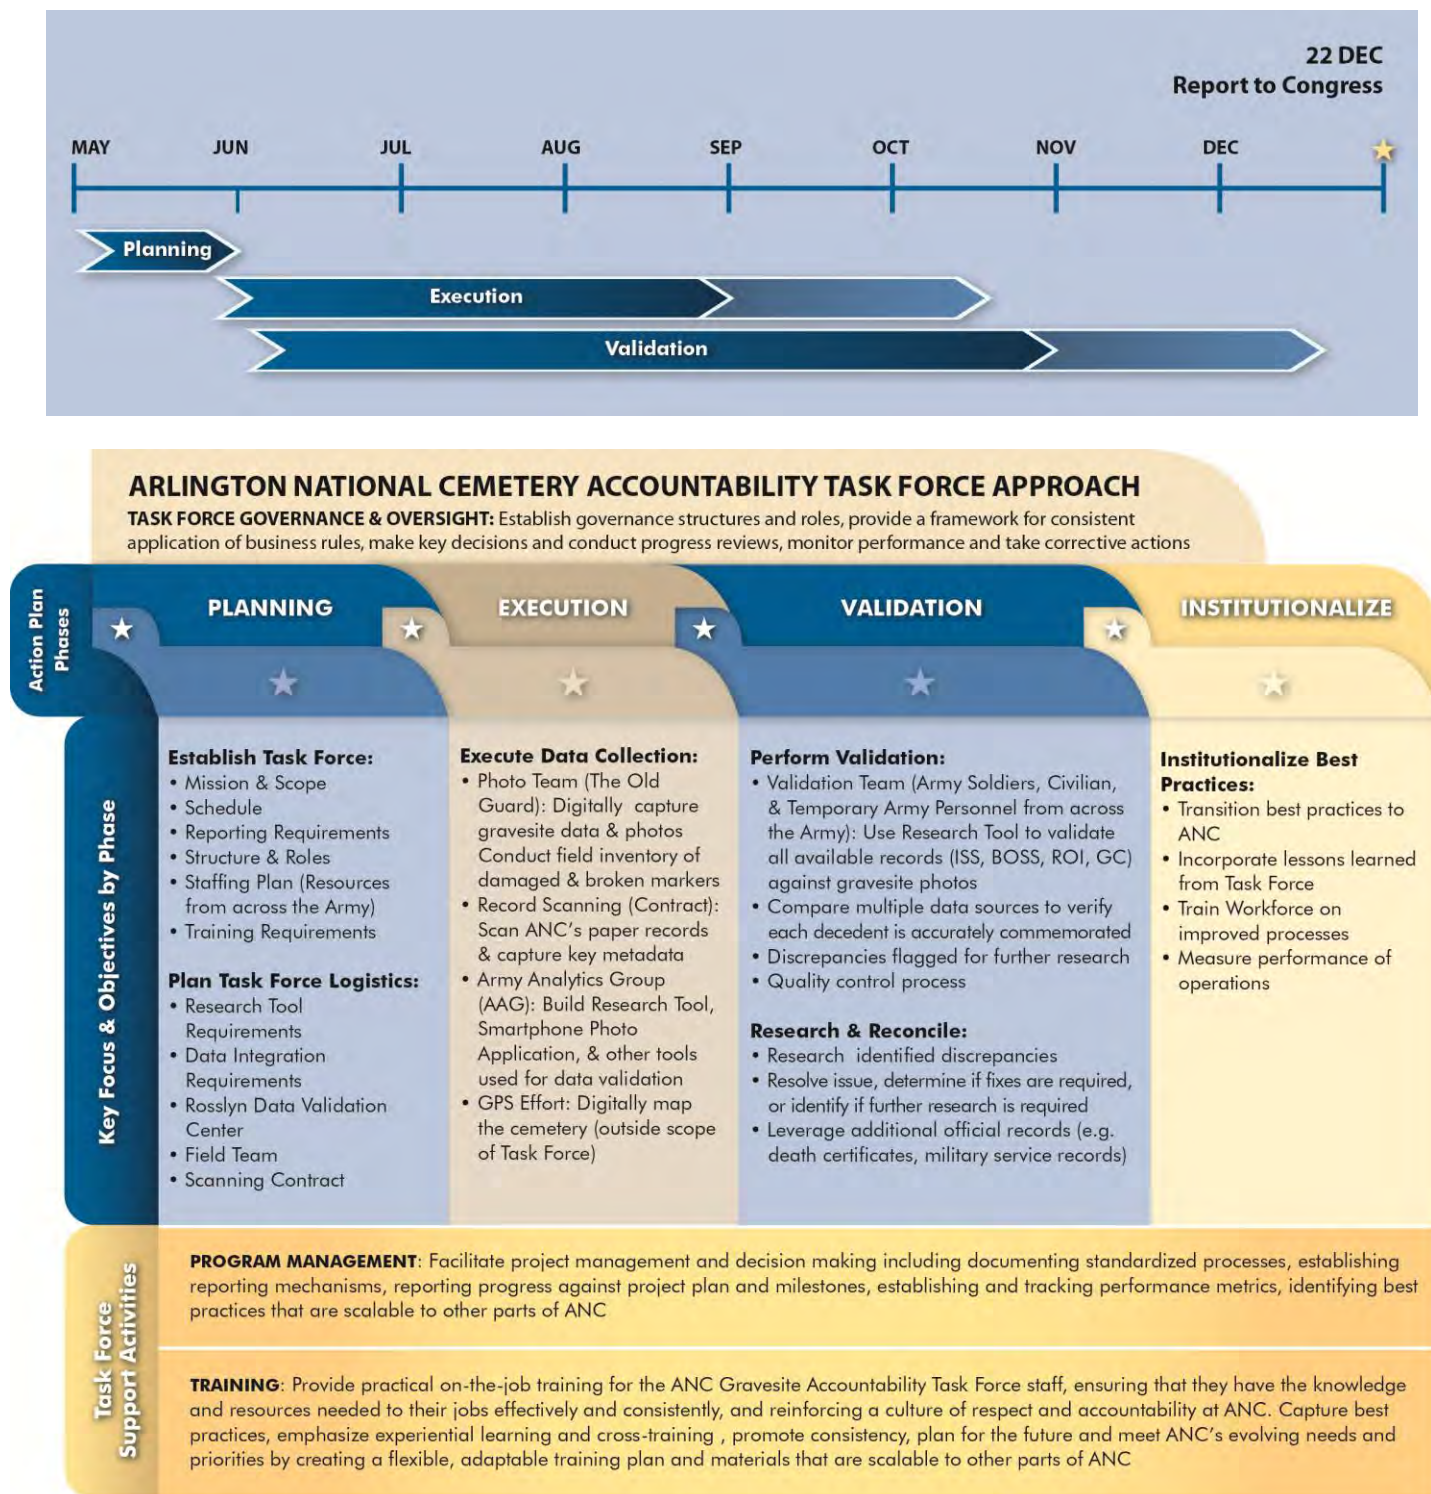 22 DEC
Report to Congress
MAY JUN JUL AUG SEP OCT NOV DEC
Planning
Execution
Validation
ARLINGTON NATIONAL CEMETERY ACCOUNTABILITY TASK FORCE APPROACH
TASK FORCE GOVERNANCE & OVERSIGHT: Establish governance structures and roles, provide a framework for consistent
application of business rules, make key decisions and conduct progress reviews, monitor performance and take corrective actions
Action Plan
Phases
PLANNING
EXECUTION
VALIDATION
INSTITUTIONALIZE
Key Focus & Objectives by Phase
Establish Task Force:
• Mission & Scope
• Schedule
• Reporting Requirements
• Structure & Roles
• Staffing Plan (Resources
from across the Army)
• Training Requirements
Plan Task Force Logistics:
• Research Tool
Requirements
• Data Integration
Requirements
• Rosslyn Data Validation
Center
• Field Team
• Scanning Contract
Execute Data Collection:
• Photo Team (The Old
Guard): Digitally capture
gravesite data & photos
Conduct field inventory of
damaged & broken markers
• Record Scanning (Contract):
Scan ANC's paper records
& capture key metadata
• Army Analytics Group
(AAG): Build Research Tool,
Smartphone Photo
Application, & other tools
used for data validation
• GPS Effort: Digitally map
the cemetery (outside scope
of Task Force)
Perform Validation:
• Validation Team (Army Soldiers, Civilian,
& Temporary Army Personnel from across
the Army): Use Research Tool to validate
all available records (ISS, BOSS, ROI, GC)
against gravesite photos
• Compare multiple data sources to verify
each decedent is accurately commemorated
• Discrepancies flagged for further research
• Quality control process
Research & Reconcile:
• Research identified discrepancies
• Resolve issue, determine if fixes are required,
or identify if further research is required
• Leverage additional official records (e.g.
death certificates, military service records)
Institutionalize Best
Practices:
• Transition best practices to
ANC
• Incorporate lessons learned
from Task Force
• Train Workforce on
improved processes
• Measure performance of
operations
Task Force
Support Activities
PROGRAM MANAGEMENT: Facilitate project management and decision making including documenting standardized processes, establishing
reporting mechanisms, reporting progress against project plan and milestones, establishing and tracking performance metrics, identifying best
practices that are scalable to other parts of ANC
TRAINING: Provide practical on-the-job training for the ANC Gravesite Accountability Task Force staff, ensuring that they have the knowledge
and resources needed to their jobs effectively and consistently, and reinforcing a culture of respect and accountability at ANC. Capture best
practices, emphasize experiential learning and cross-training , promote consistency, plan for the future and meet ANC's evolving needs and
priorities by creating a flexible, adaptable training plan and materials that are scalable to other parts of ANC